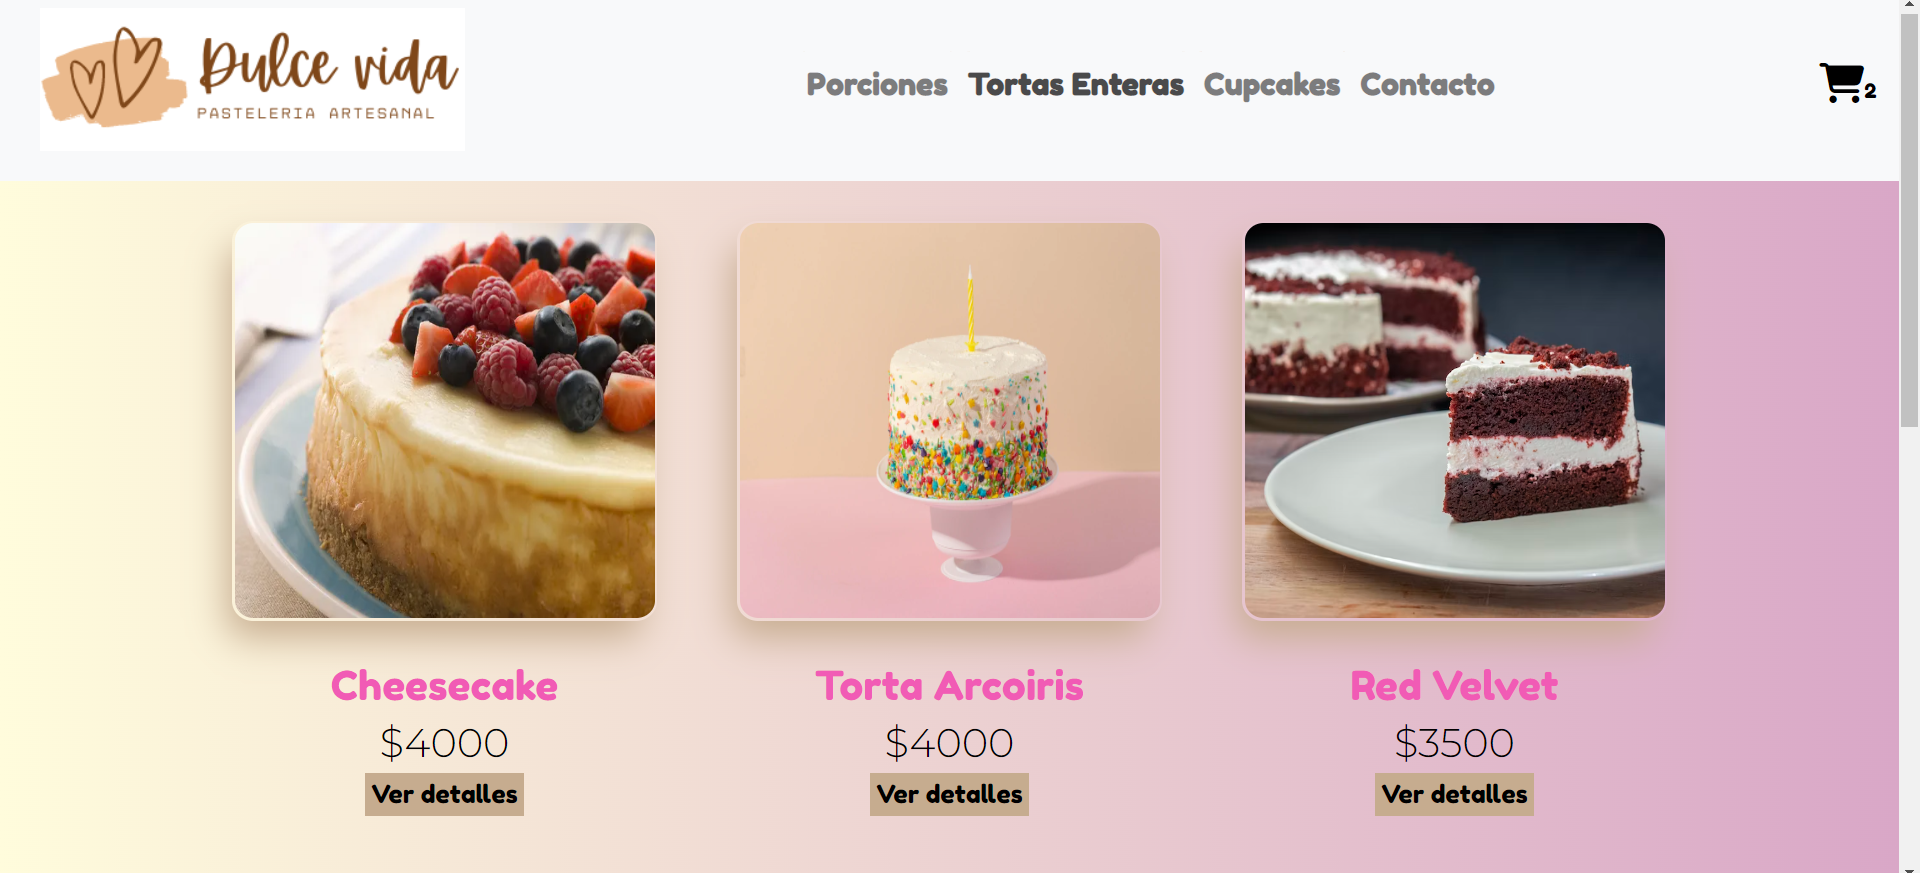 Dulce vida
PASTELERIA ARTESANAL
Porciones Tortas Enteras Cupcakes Contacto
2
Cheesecake
$4000
Ver detalles
Torta Arcoiris
$4000
Ver detalles
Red Velvet
$3500
Ver detalles